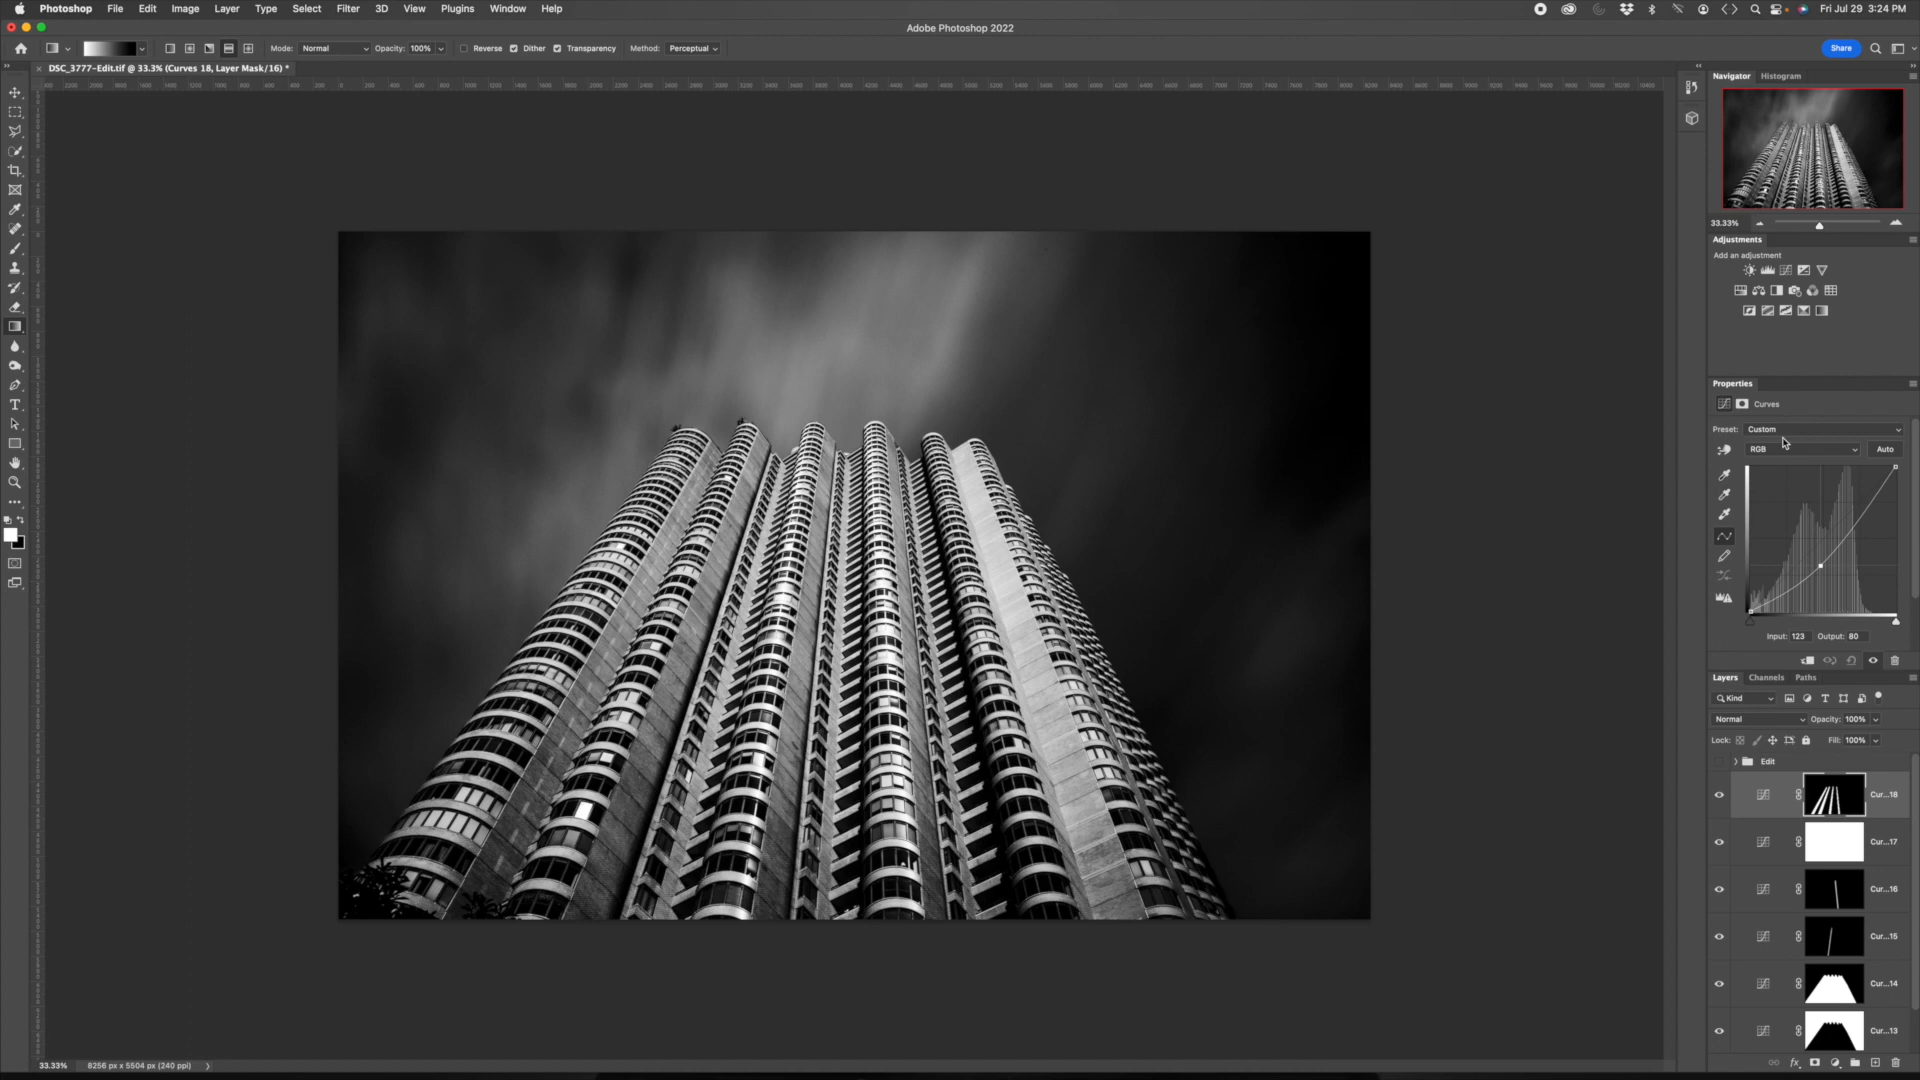 Photoshop File Edit Image Layer Type Select Filter 3D View Plugins Window Help Fri Jul 29 3:24 PM
Adobe Photoshop 2022
Mode: Normal Opacity: 100% Reverse Dither Transparency Method: Perceptual Share
DSC_3777-Edit.tif @ 33.3% (Curves 18, Layer Mask/16) *
Navigator Histogram
33.33%
Adjustments
Add an adjustment
Properties
Curves
Preset: Custom
RGB Auto
Input: 123 Output: 80
Layers Channels Paths
Kind
Normal Opacity: 100%
Lock: Fill: 100%
Edit
Cur...18
Cur...17
Cur...16
Cur...15
Cur...14
Cur...13
33.33% 8256 px x 5504 px (240 ppi)